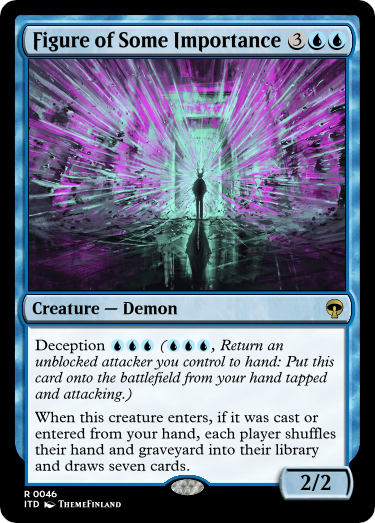 Figure of Some Importance 3
Creature — Demon
Deception (, Return an
unblocked attacker you control to hand: Put this
card onto the battlefield from your hand tapped
and attacking.)
When this creature enters, if it was cast or
entered from your hand, each player shuffles
their hand and graveyard into their library
and draws seven cards.
2/2
R 0046
ITD ThemeFinland